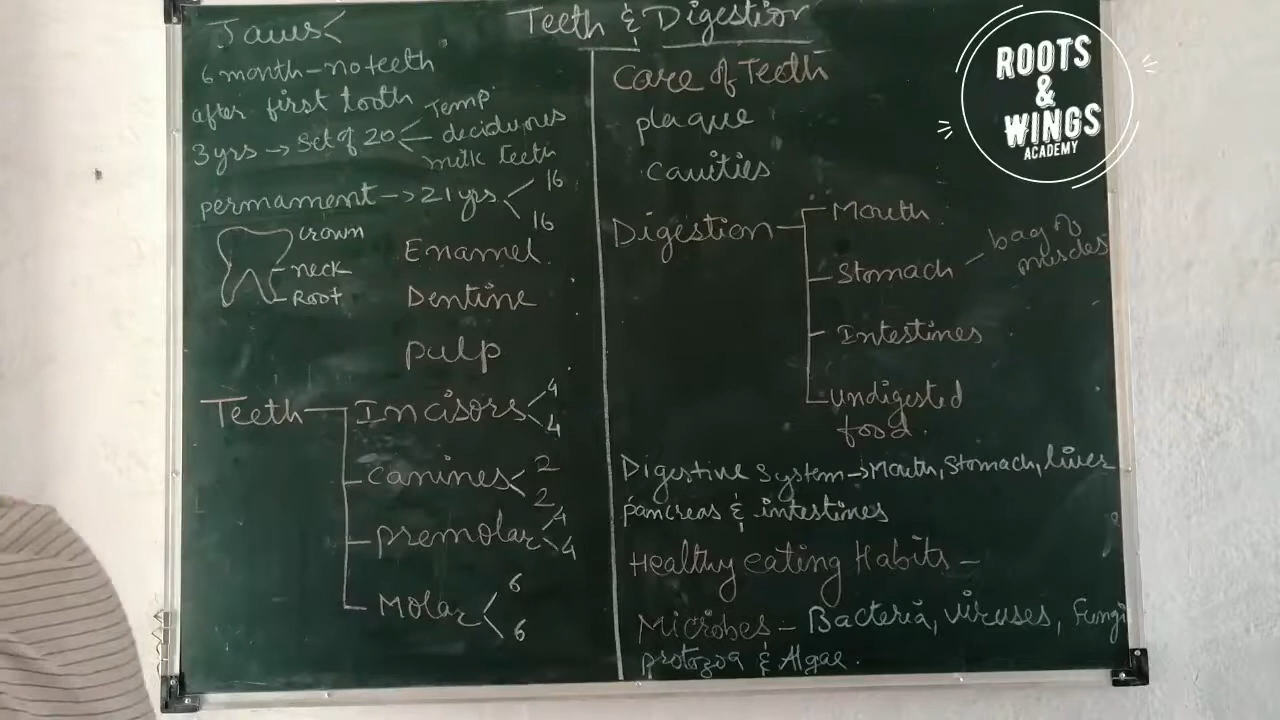 Teeth & Digestion
Jaws <
6 month - no teeth
after first tooth
3yrs → Set of 20 < Temp
deciduoes
milk teeth
permament → 21 yrs < 16
16
crown
neck
Root
Enamel
Dentine
pulp
Teeth
Incisors < 4
4
canines < 2
2
premolar < 4
4
Molar < 6
6
Care of Teeth
plaque
cavities
Digestion
Mouth
Stomach - bag of
muscles
Intestines
undigested
food.
Digestive System → Mouth, Stomach, liver
pancreas & intestines
Healthy eating Habits -
Microbes - Bacteria, viruses, Fungi
protozoa & Algae.
ROOTS
&
WINGS
ACADEMY